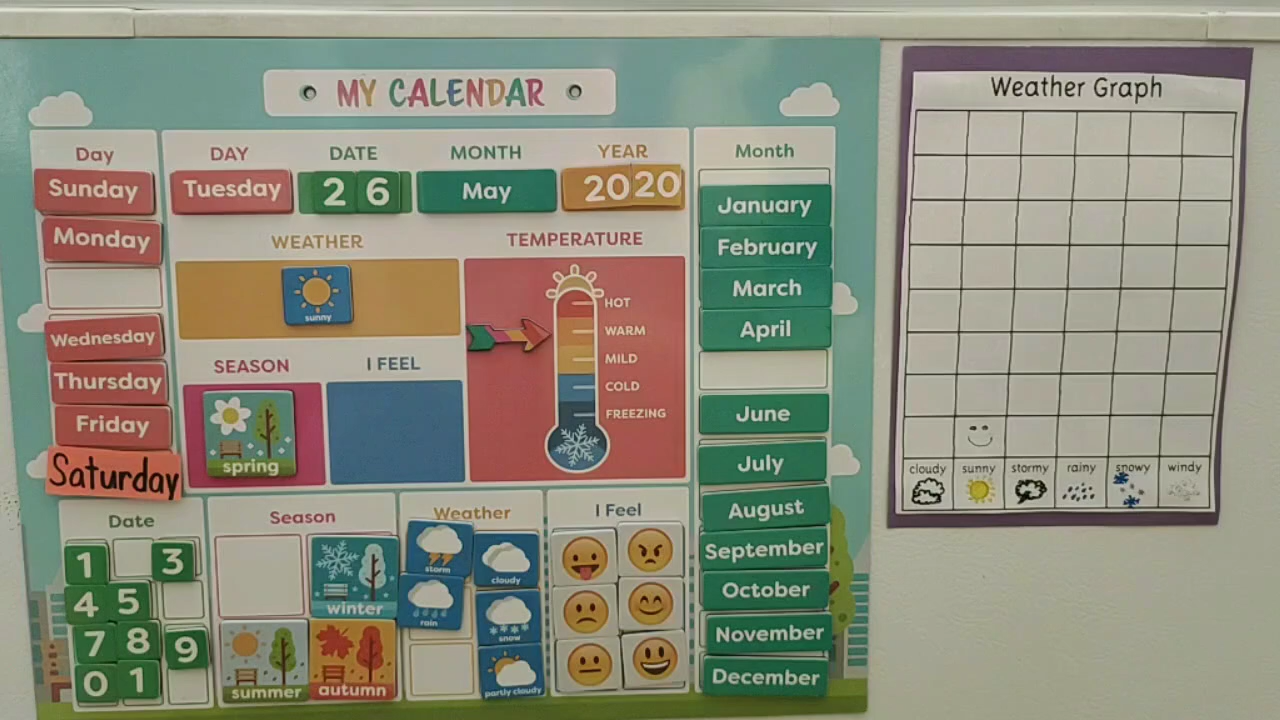 MY CALENDAR
Weather Graph
Day
DAY
DATE
MONTH
YEAR
Month
Sunday
Tuesday
2 6
May
2020
January
Monday
WEATHER
TEMPERATURE
February
sunny
HOT
March
Wednesday
WARM
April
SEASON
I FEEL
MILD
Thursday
COLD
Friday
FREEZING
June
spring
July
Saturday
cloudy sunny stormy rainy snowy windy
Date
Season
Weather
I Feel
August
1 3
storm
cloudy
September
4 5
winter
rain
October
7 8 9
snow
November
0 1
summer
autumn
partly cloudy
December